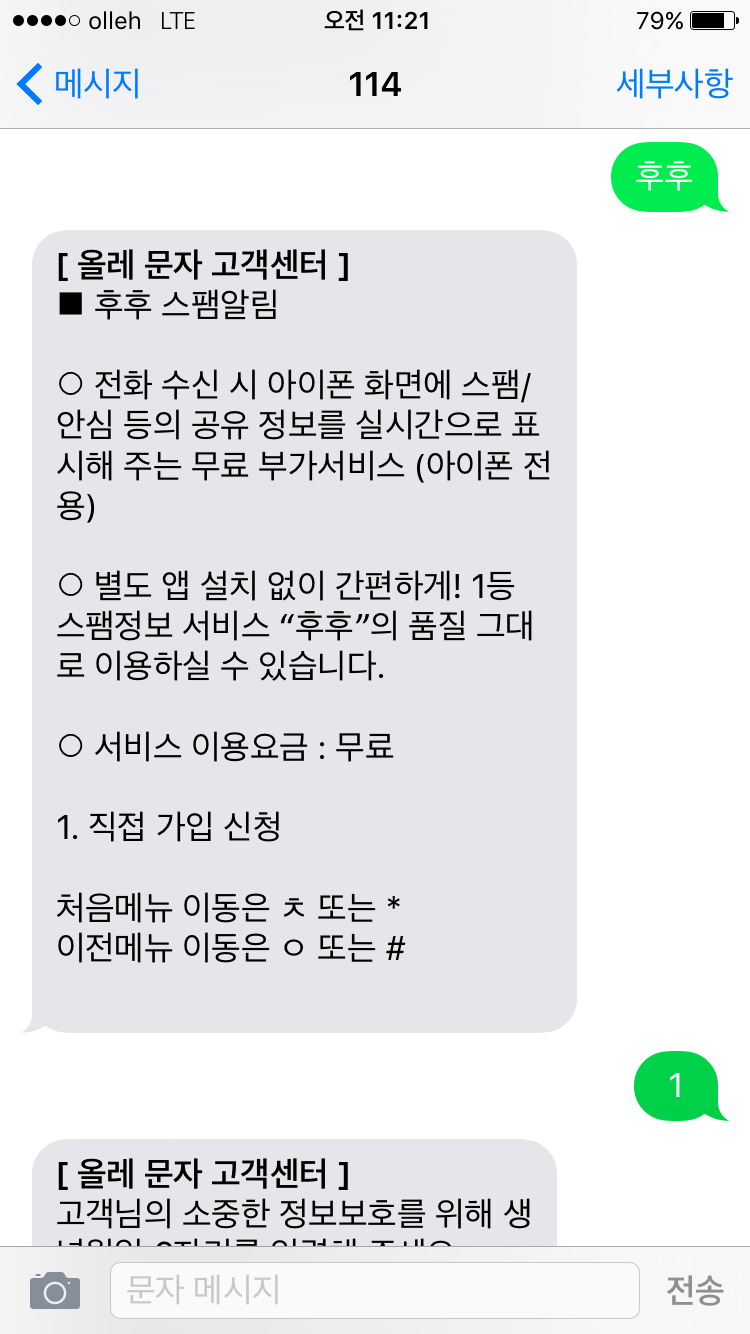 olleh LTE 오전 11:21 79%
메시지 114 세부사항
후후
[ 올레 문자 고객센터 ]
■ 후후 스팸알림
○ 전화 수신 시 아이폰 화면에 스팸/
안심 등의 공유 정보를 실시간으로 표
시해 주는 무료 부가서비스 (아이폰 전
용)
○ 별도 앱 설치 없이 간편하게! 1등
스팸정보 서비스 “후후”의 품질 그대
로 이용하실 수 있습니다.
○ 서비스 이용요금 : 무료
1. 직접 가입 신청
처음메뉴 이동은 ㅊ 또는 *
이전메뉴 이동은 ㅇ 또는 #
1
[ 올레 문자 고객센터 ]
고객님의 소중한 정보보호를 위해 생
문자 메시지 전송